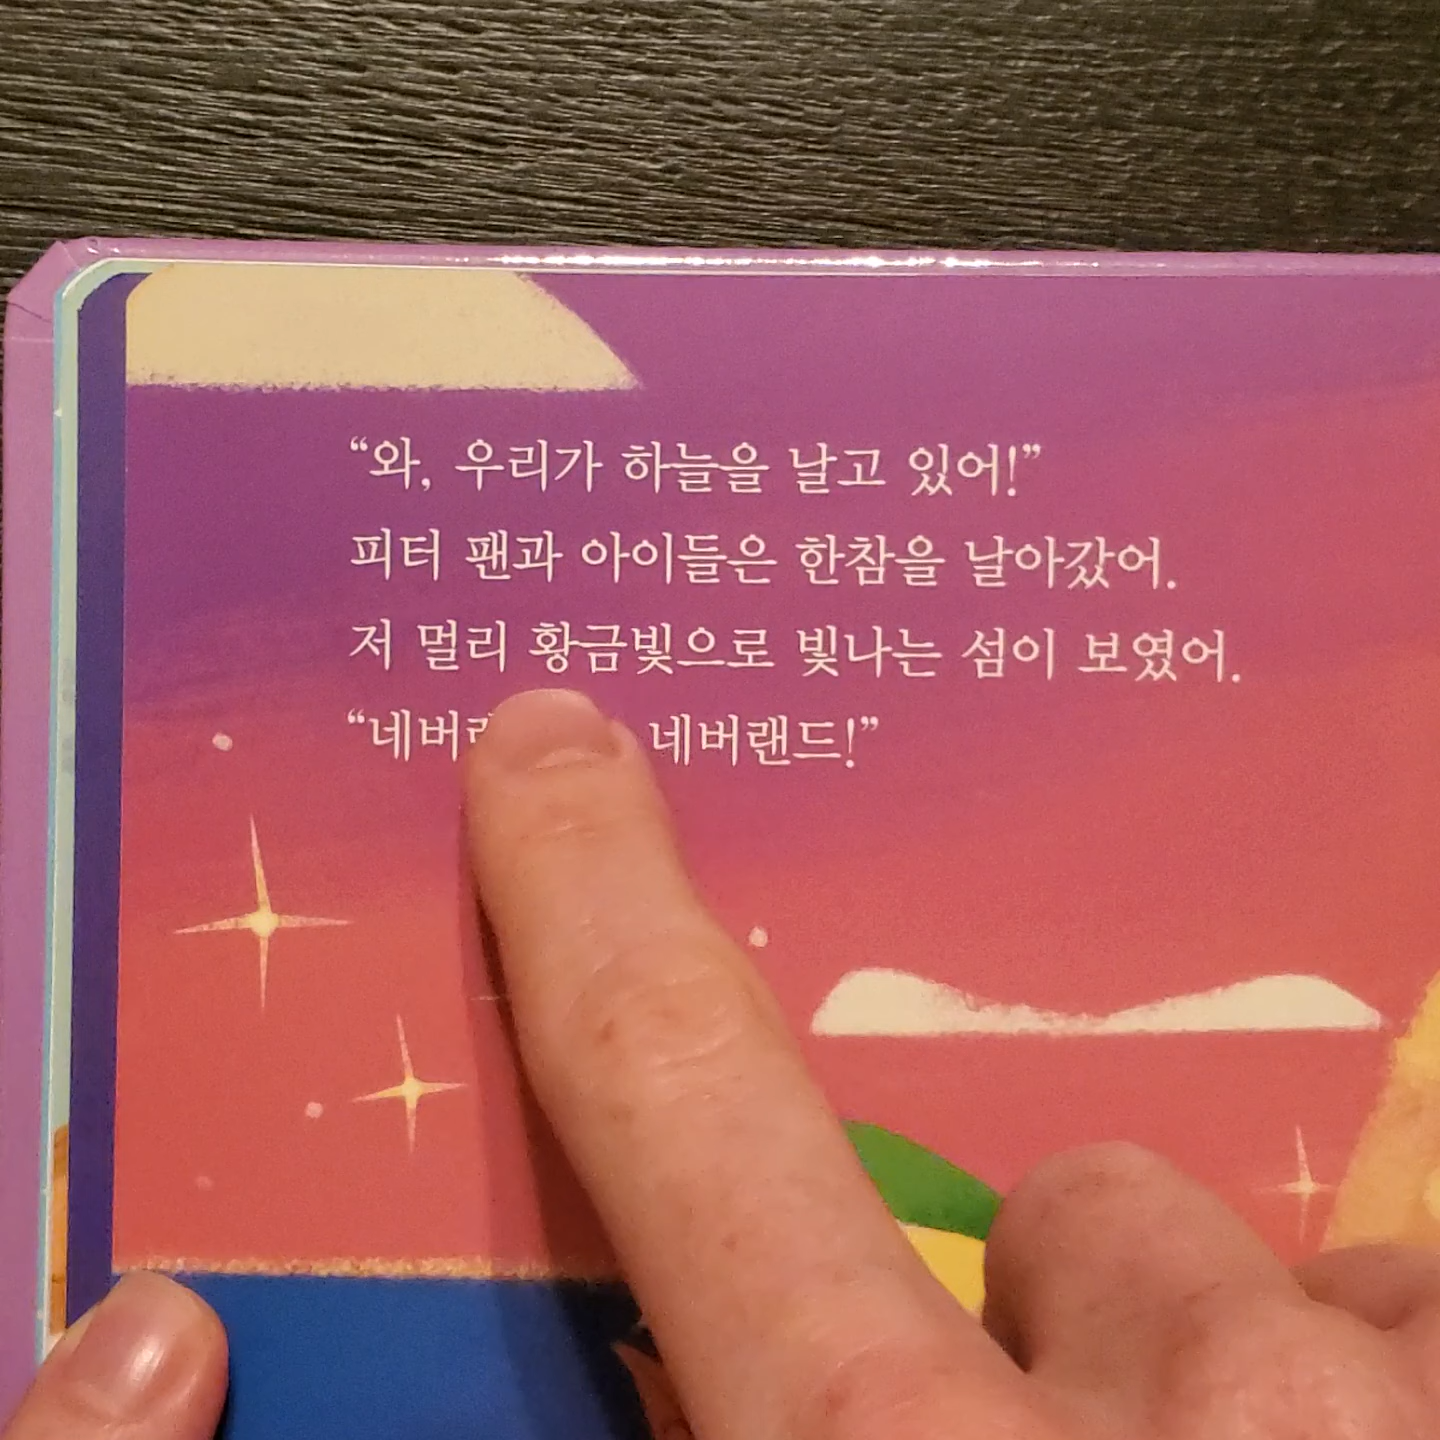 “와, 우리가 하늘을 날고 있어!”
피터 팬과 아이들은 한참을 날아갔어.
저 멀리 황금빛으로 빛나는 섬이 보였어.
네버랜드!”